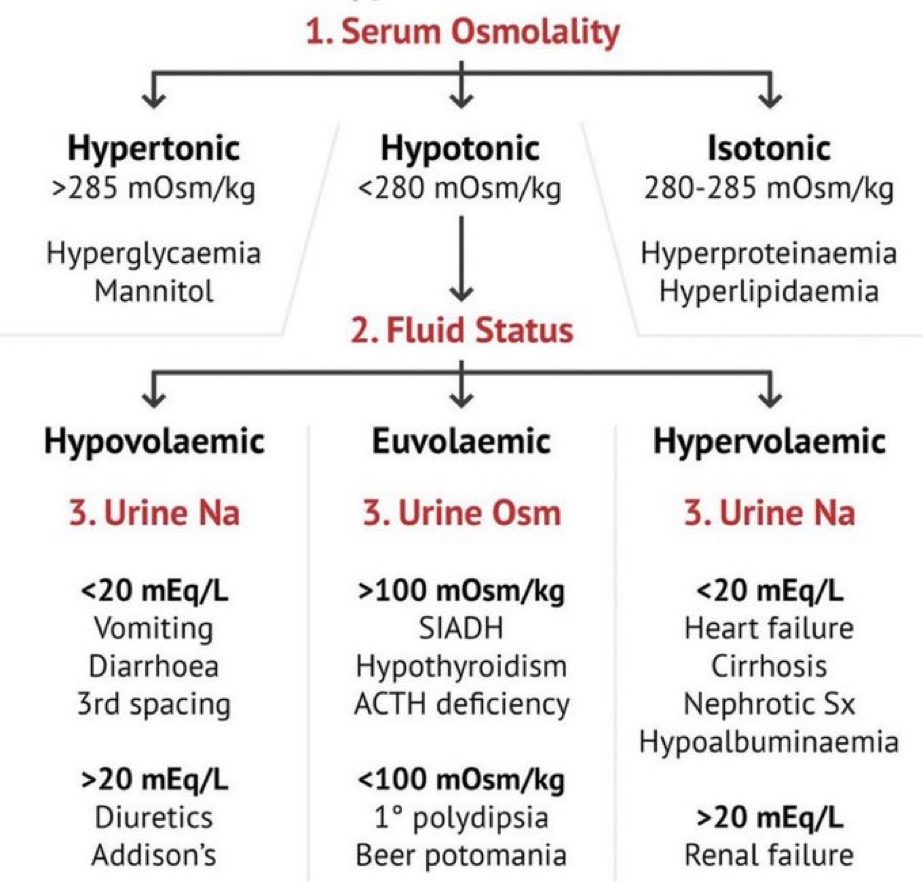 1. Serum Osmolality
Hypertonic
>285 mOsm/kg
Hyperglycaemia
Mannitol
Hypotonic
<280 mOsm/kg
Isotonic
280-285 mOsm/kg
Hyperproteinaemia
Hyperlipidaemia
2. Fluid Status
Hypovolaemic
3. Urine Na
<20 mEq/L
Vomiting
Diarrhoea
3rd spacing
>20 mEq/L
Diuretics
Addison's
Euvolaemic
3. Urine Osm
>100 mOsm/kg
SIADH
Hypothyroidism
ACTH deficiency
<100 mOsm/kg
1° polydipsia
Beer potomania
Hypervolaemic
3. Urine Na
<20 mEq/L
Heart failure
Cirrhosis
Nephrotic Sx
Hypoalbuminaemia
>20 mEq/L
Renal failure